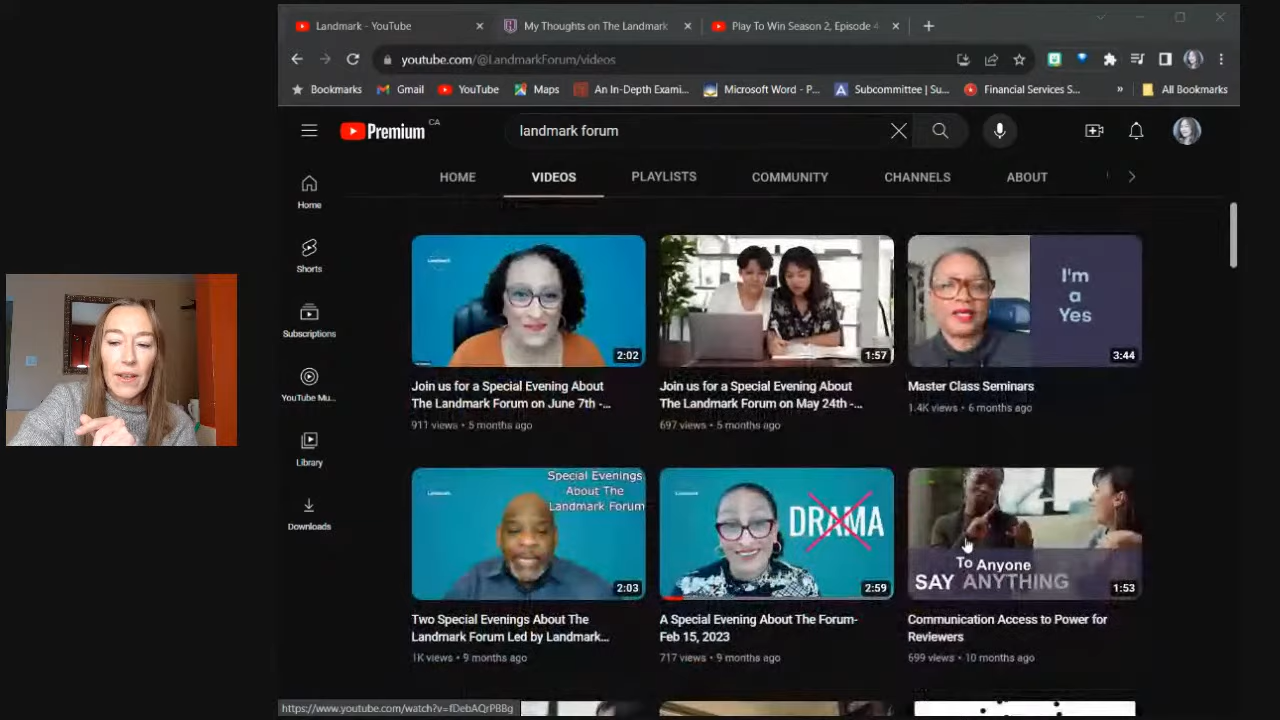 Landmark - YouTube
My Thoughts on The Landmark
Play To Win Season 2, Episode 4
youtube.com/@LandmarkForum/videos
Bookmarks
Gmail
YouTube
Maps
An In-Depth Exami...
Microsoft Word - P...
Subcommittee | Su...
Financial Services S...
»
All Bookmarks
Premium CA
landmark forum
HOME
VIDEOS
PLAYLISTS
COMMUNITY
CHANNELS
ABOUT
Home
Shorts
Subscriptions
YouTube Mu...
Library
Downloads
2:02
1:57
I'm
a
Yes
3:44
Join us for a Special Evening About
The Landmark Forum on June 7th -...
911 views • 5 months ago
Join us for a Special Evening About
The Landmark Forum on May 24th -...
697 views • 5 months ago
Master Class Seminars
1.4K views • 6 months ago
Special Evenings
About The
Landmark Forum
2:03
DRAMA
2:59
To Anyone
SAY ANYTHING
1:53
Two Special Evenings About The
Landmark Forum Led by Landmark...
1K views • 9 months ago
A Special Evening About The Forum-
Feb 15, 2023
717 views • 9 months ago
Communication Access to Power for
Reviewers
699 views • 10 months ago
https://www.youtube.com/watch?v=fDebAQrPBBg